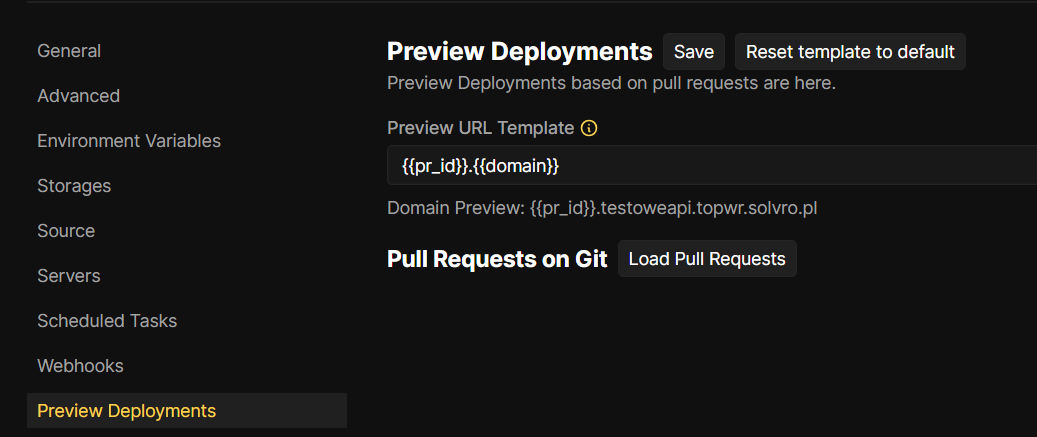 General
Advanced
Environment Variables
Storages
Source
Servers
Scheduled Tasks
Webhooks
Preview Deployments
Preview Deployments Save Reset template to default
Preview Deployments based on pull requests are here.
Preview URL Template
{{pr_id}}.{{domain}}
Domain Preview: {{pr_id}}.testoweapi.topwr.solvro.pl
Pull Requests on Git Load Pull Requests